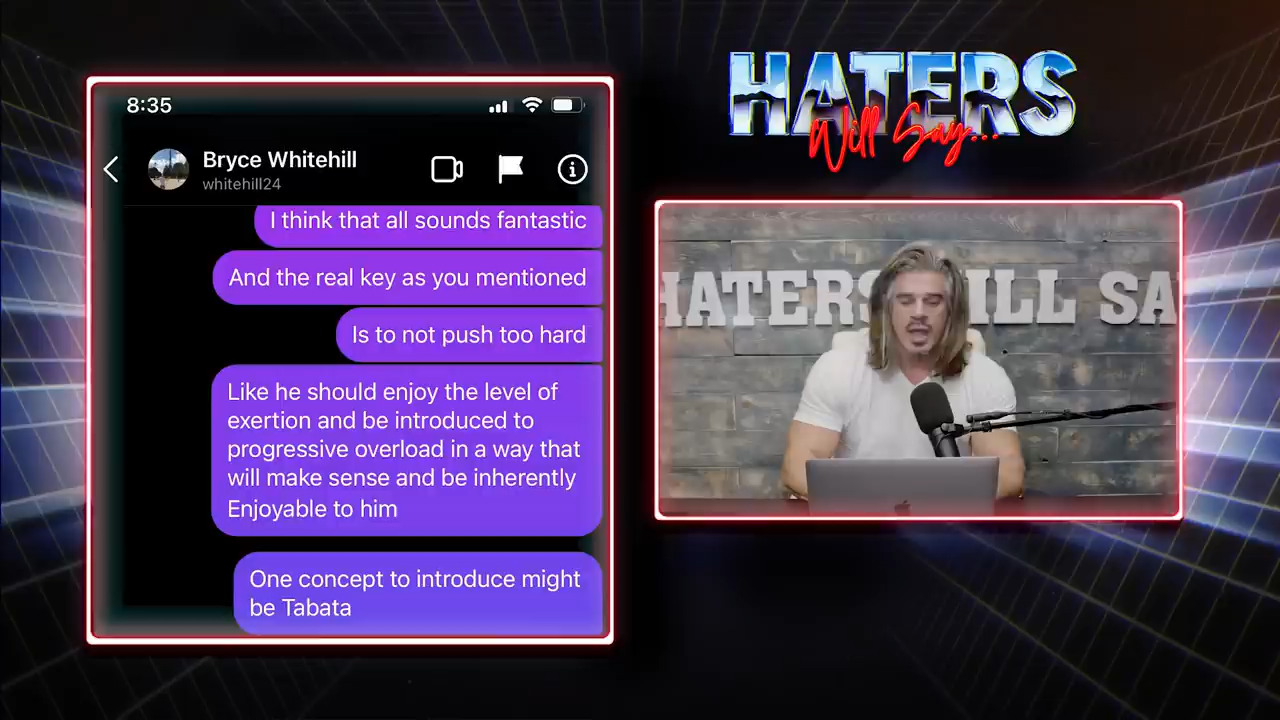 8:35
Bryce Whitehill
whitehill24
I think that all sounds fantastic
And the real key as you mentioned
Is to not push too hard
Like he should enjoy the level of
exertion and be introduced to
progressive overload in a way that
will make sense and be inherently
Enjoyable to him
One concept to introduce might
be Tabata
HATERS
Will Say...
HATERS ILL SA